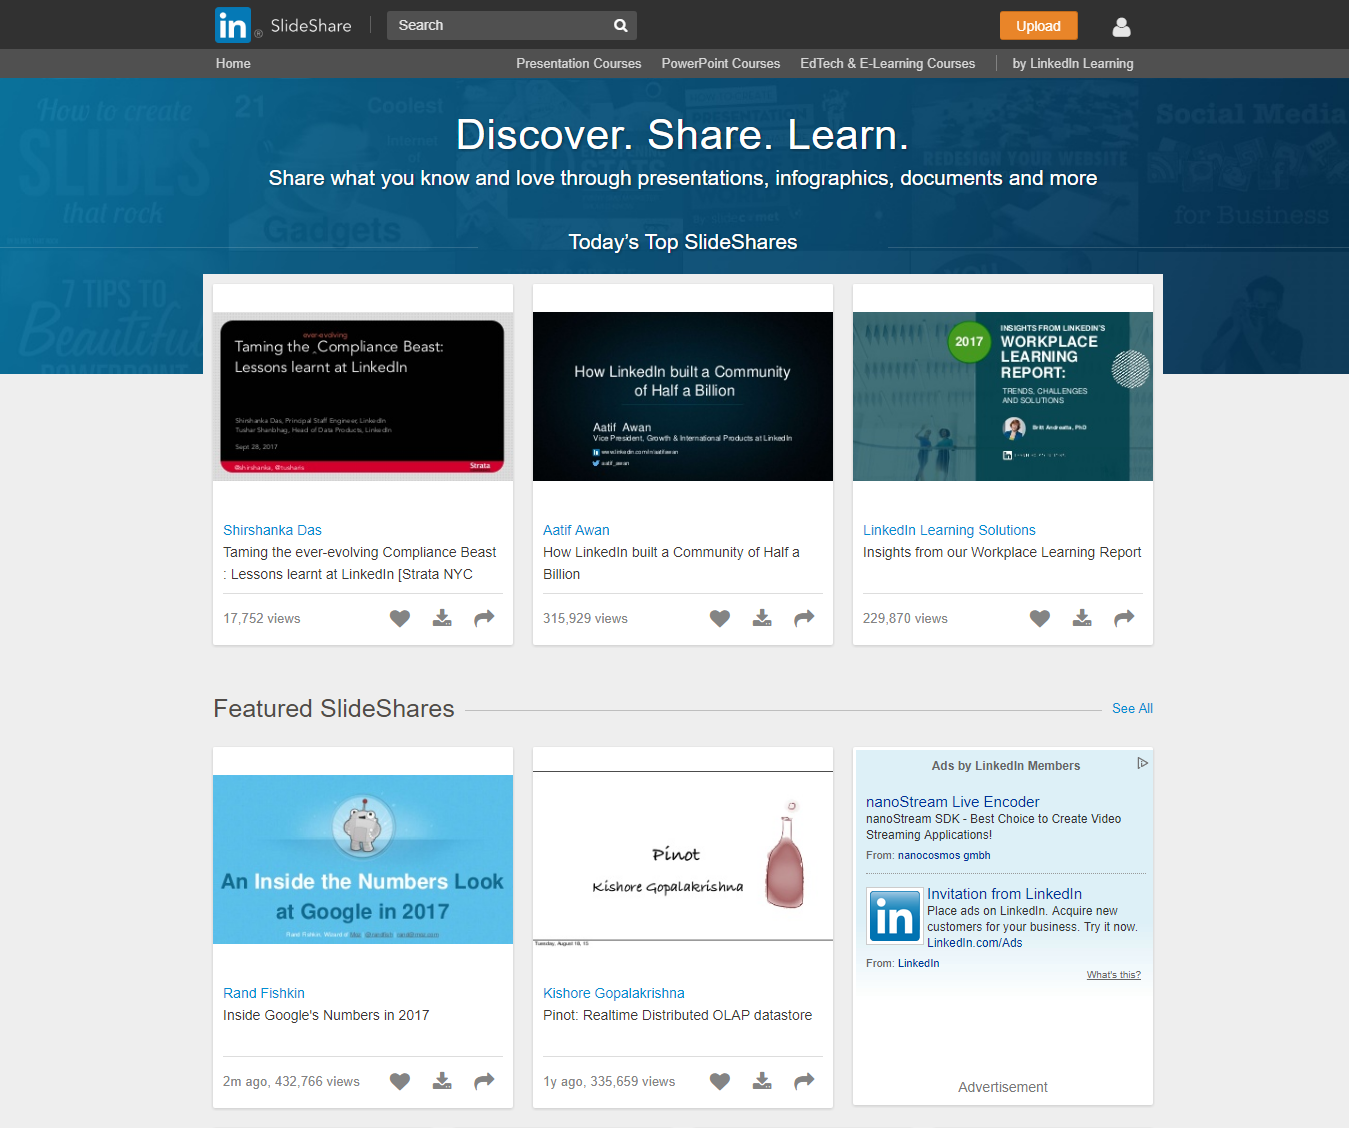 in ® SlideShare
Search
Upload
Home
Presentation Courses
PowerPoint Courses
EdTech & E-Learning Courses
by LinkedIn Learning
How to create
SLIDES
that rock
21
Coolest
Gadgets
REDESIGN YOUR WEBSITE
Social Media
for Business
7 TIPS TO
Beautiful
POWERPOINT
Discover. Share. Learn.
Share what you know and love through presentations, infographics, documents and more
Today's Top SlideShares
ever-evolving
Taming the ‸Compliance Beast:
Lessons learnt at LinkedIn
Shirshanka Das, Principal Staff Engineer, LinkedIn
Tushar Shanbhag, Head of Data Products, LinkedIn
Sept 28, 2017
@shirshanka, @tushars
Strata
Shirshanka Das
Taming the ever-evolving Compliance Beast
: Lessons learnt at LinkedIn [Strata NYC
17,752 views
How LinkedIn built a Community
of Half a Billion
Aatif Awan
Vice President, Growth & International Products at LinkedIn
www.linkedin.com/in/aatifawan
aatif_awan
Aatif Awan
How LinkedIn built a Community of Half a
Billion
315,929 views
2017
INSIGHTS FROM LINKEDIN'S
WORKPLACE
LEARNING
REPORT:
TRENDS, CHALLENGES
AND SOLUTIONS
Britt Andreatta, PhD
LinkedIn Learning Solutions
Insights from our Workplace Learning Report
229,870 views
Featured SlideShares
See All
An Inside the Numbers Look
at Google in 2017
Rand Fishkin, Wizard of Moz | @randfish | rand@moz.com
Rand Fishkin
Inside Google's Numbers in 2017
2m ago, 432,766 views
Pinot
Kishore Gopalakrishna
Tuesday, August 18, 15
Kishore Gopalakrishna
Pinot: Realtime Distributed OLAP datastore
1y ago, 335,659 views
Ads by LinkedIn Members
nanoStream Live Encoder
nanoStream SDK - Best Choice to Create Video
Streaming Applications!
From: nanocosmos gmbh
in
Invitation from LinkedIn
Place ads on LinkedIn. Acquire new
customers for your business. Try it now.
LinkedIn.com/Ads
From: LinkedIn
What's this?
Advertisement